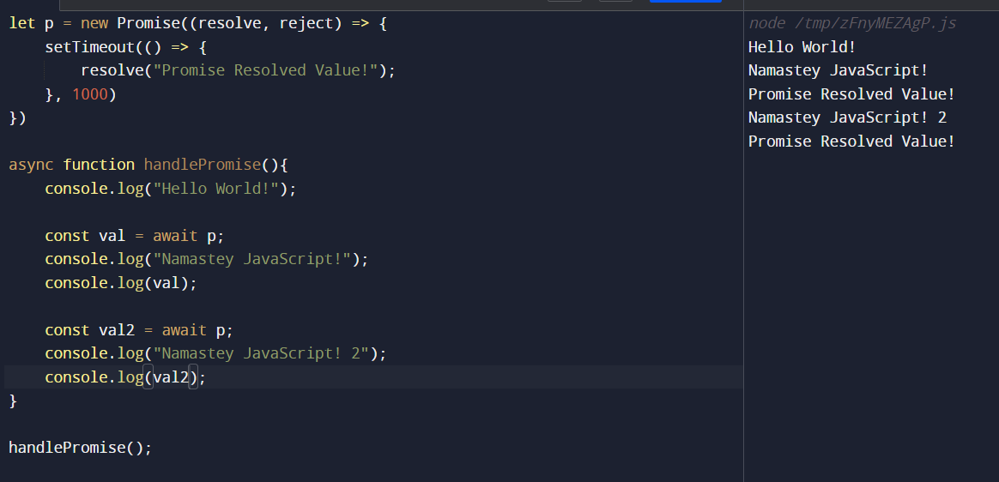 let p = new Promise((resolve, reject) => {
    setTimeout(() => {
        resolve("Promise Resolved Value!");
    }, 1000)
})

async function handlePromise(){
    console.log("Hello World!");

    const val = await p;
    console.log("Namastey JavaScript!");
    console.log(val);

    const val2 = await p;
    console.log("Namastey JavaScript! 2");
    console.log(val2);
}

handlePromise();

node /tmp/zFnyMEZAgP.js
Hello World!
Namastey JavaScript!
Promise Resolved Value!
Namastey JavaScript! 2
Promise Resolved Value!